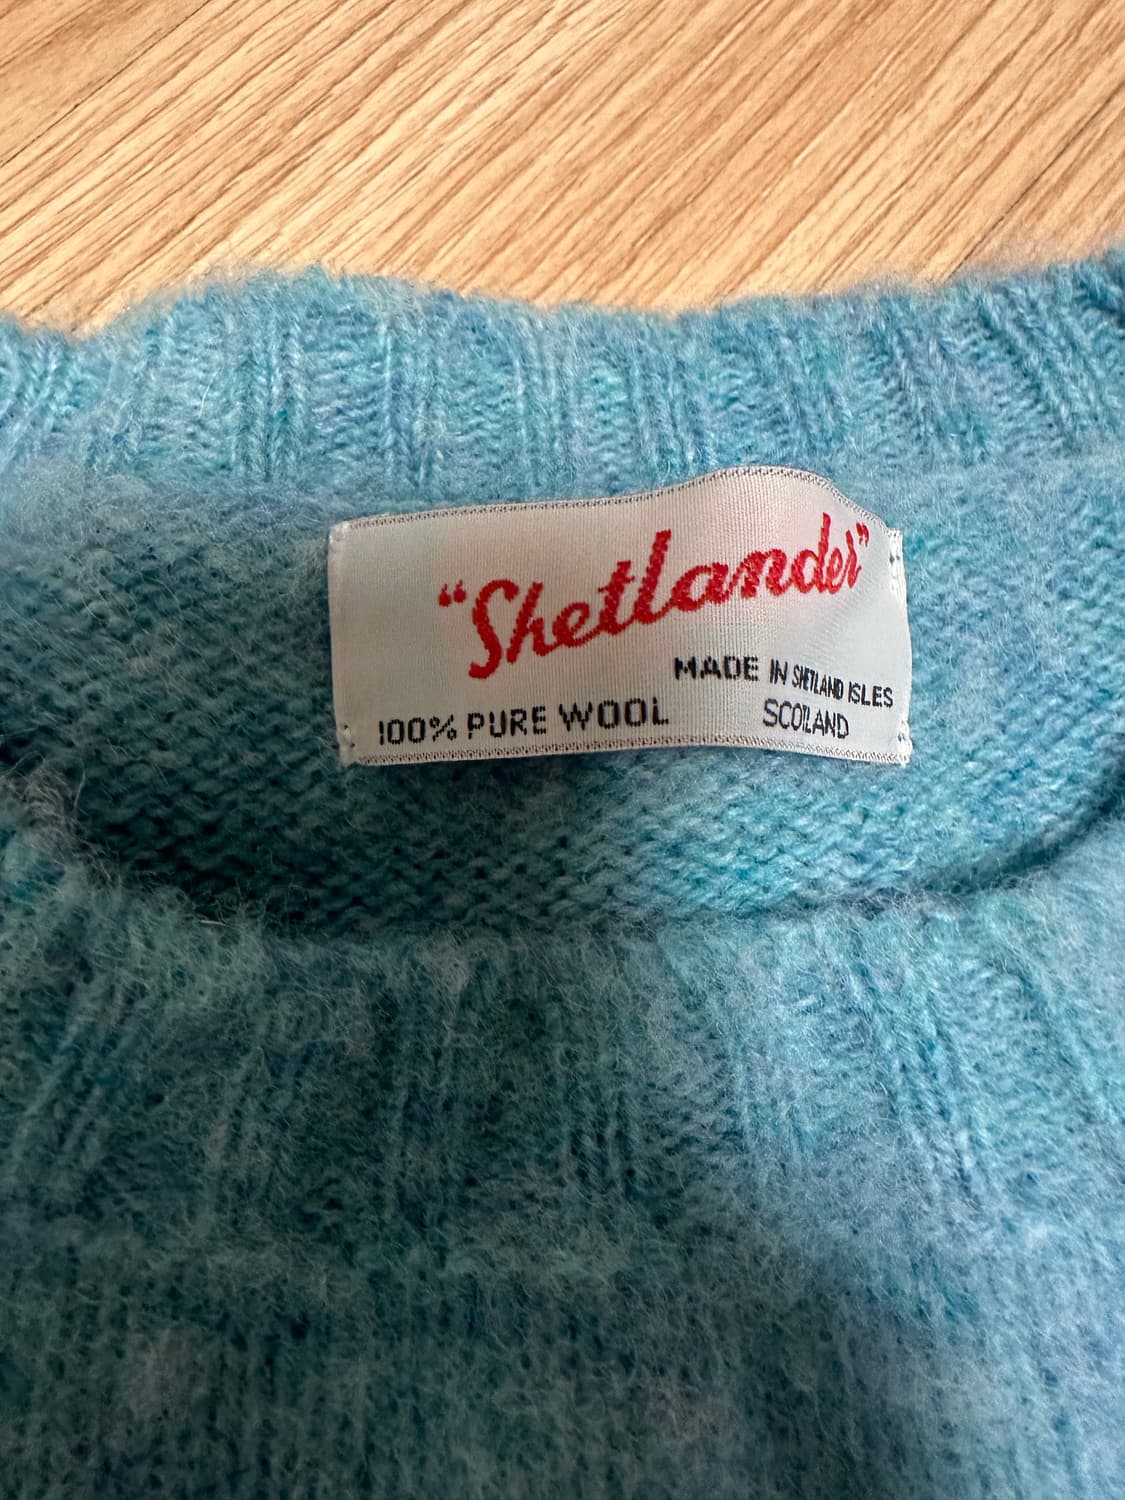 “Shetlander”
MADE IN SHETLAND ISLES
100% PURE WOOL
SCOTLAND